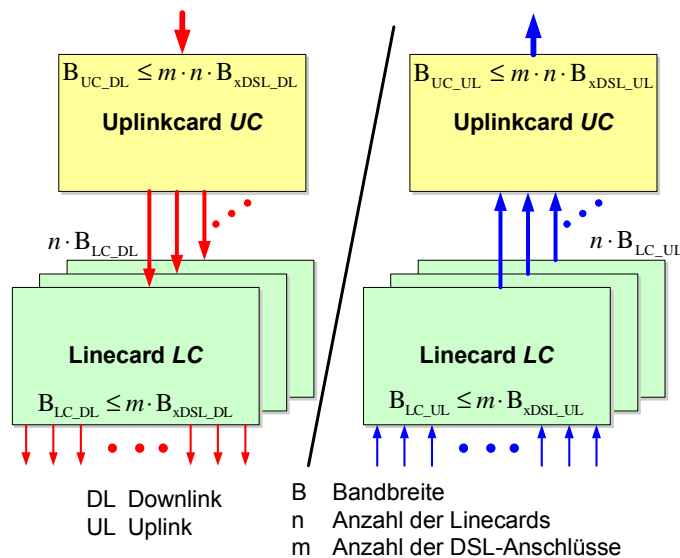 B_UC_DL ≤ m · n · B_xDSL_DL
Uplinkcard UC
n · B_LC_DL
Linecard LC
B_LC_DL ≤ m · B_xDSL_DL
B_UC_UL ≤ m · n · B_xDSL_UL
Uplinkcard UC
n · B_LC_UL
Linecard LC
B_LC_UL ≤ m · B_xDSL_UL
DL Downlink
UL Uplink
B Bandbreite
n Anzahl der Linecards
m Anzahl der DSL-Anschlüsse